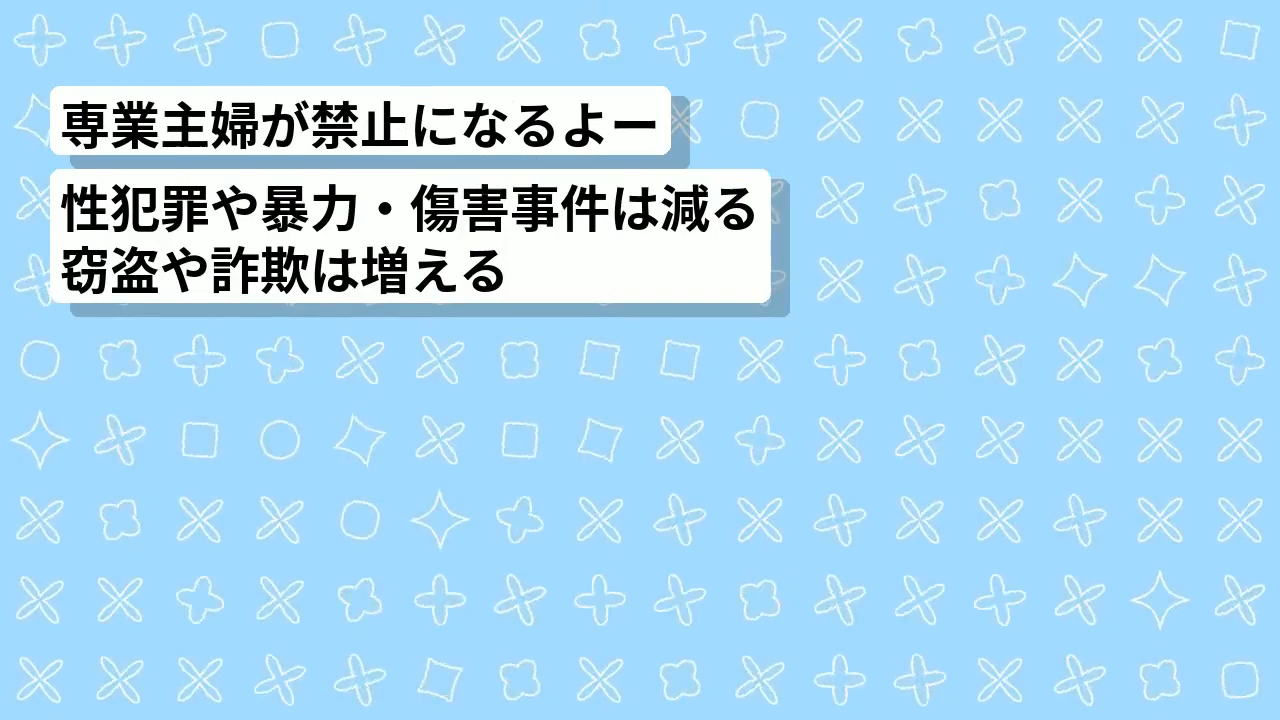 専業主婦が禁止になるよー
性犯罪や暴力・傷害事件は減る
窃盗や詐欺は増える